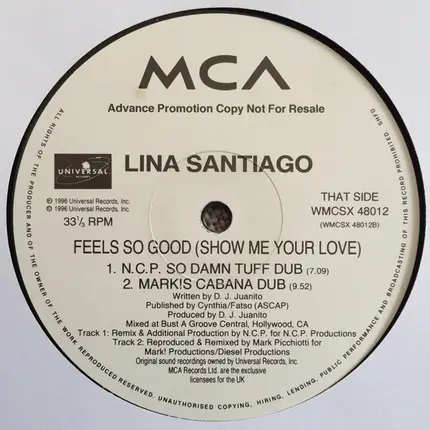 MCA
Advance Promotion Copy Not For Resale
UNIVERSAL
RECORDS
LINA SANTIAGO
℗ 1996 Universal Records, Inc.
© 1996 Universal Records, Inc.
33⅓ RPM
THAT SIDE
WMCSX 48012
(WMCSX 48012B)
FEELS SO GOOD (SHOW ME YOUR LOVE)
1. N.C.P. SO DAMN TUFF DUB (7.09)
2. MARK!S CABANA DUB (9.52)
Written by D. J. Juanito
Published by Cynthia/Fatso (ASCAP)
Produced by D. J. Juanito
Mixed at Bust A Groove Central, Hollywood, CA
Track 1: Remix & Additional Production by N.C.P. for N.C.P. Productions
Track 2: Reproduced & Remixed by Mark Picchiotti for
Mark! Productions/Diesel Productions
Original sound recordings owned by Universal Records, Inc.
MCA Records Ltd. are the exclusive
licensees for the UK
ALL RIGHTS OF THE PRODUCER AND OF THE OWNER OF THE WORK REPRODUCED RESERVED. UNAUTHORISED COPYING, HIRING, LENDING, PUBLIC PERFORMANCE AND BROADCASTING OF THIS RECORD PROHIBITED